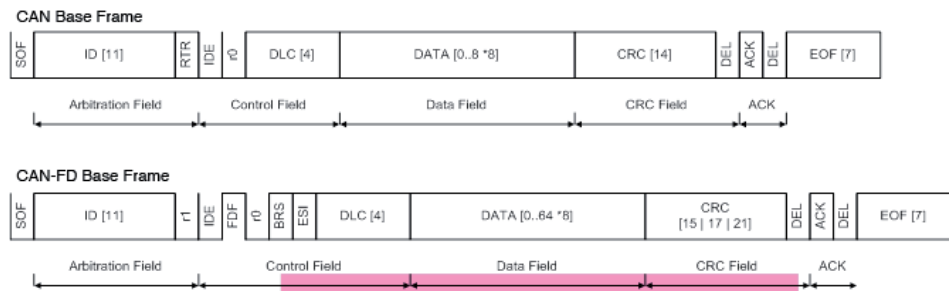 CAN Base Frame
SOF ID [11] RTR IDE r0 DLC [4] DATA [0..8 *8] CRC [14] DEL ACK DEL EOF [7]
Arbitration Field Control Field Data Field CRC Field ACK
CAN-FD Base Frame
SOF ID [11] r1 IDE FDF r0 BRS ESI DLC [4] DATA [0..64 *8] CRC DEL ACK DEL EOF [7]
[15 | 17 | 21]
Arbitration Field Control Field Data Field CRC Field ACK